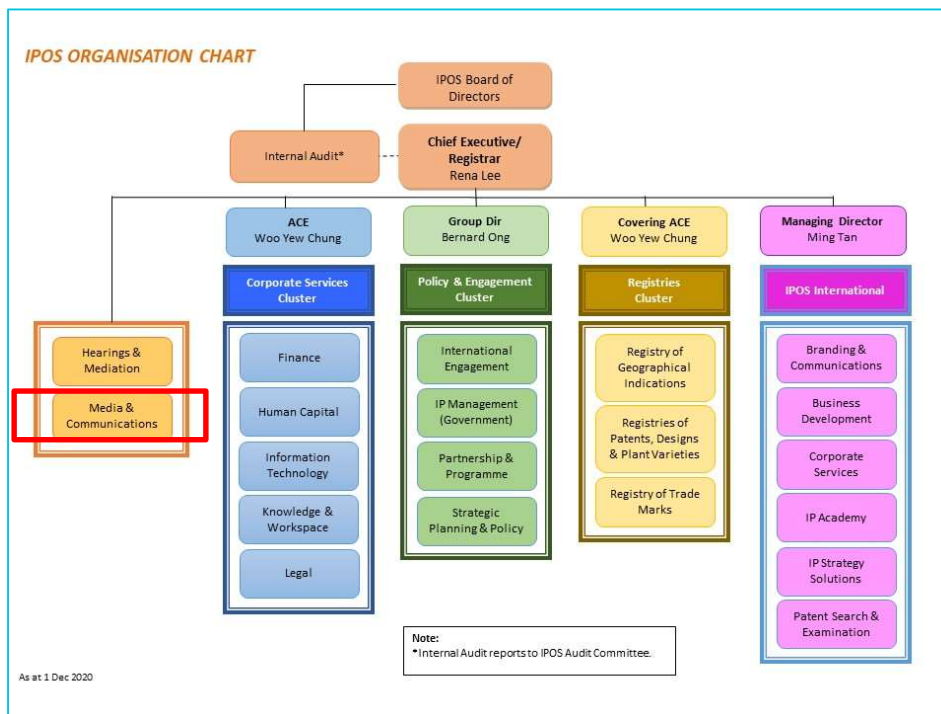 IPOS ORGANISATION CHART
IPOS Board of
Directors
Internal Audit*
Chief Executive/
Registrar
Rena Lee
ACE
Woo Yew Chung
Group Dir
Bernard Ong
Covering ACE
Woo Yew Chung
Managing Director
Ming Tan
Corporate Services
Cluster
Policy & Engagement
Cluster
Registries
Cluster
IPOS International
Hearings &
Mediation
Media &
Communications
Finance
Human Capital
Information
Technology
Knowledge &
Workspace
Legal
International
Engagement
IP Management
(Government)
Partnership &
Programme
Strategic
Planning & Policy
Registry of
Geographical
Indications
Registries of
Patents, Designs
& Plant Varieties
Registry of Trade
Marks
Branding &
Communications
Business
Development
Corporate
Services
IP Academy
IP Strategy
Solutions
Patent Search &
Examination
Note:
*Internal Audit reports to IPOS Audit Committee.
As at 1 Dec 2020